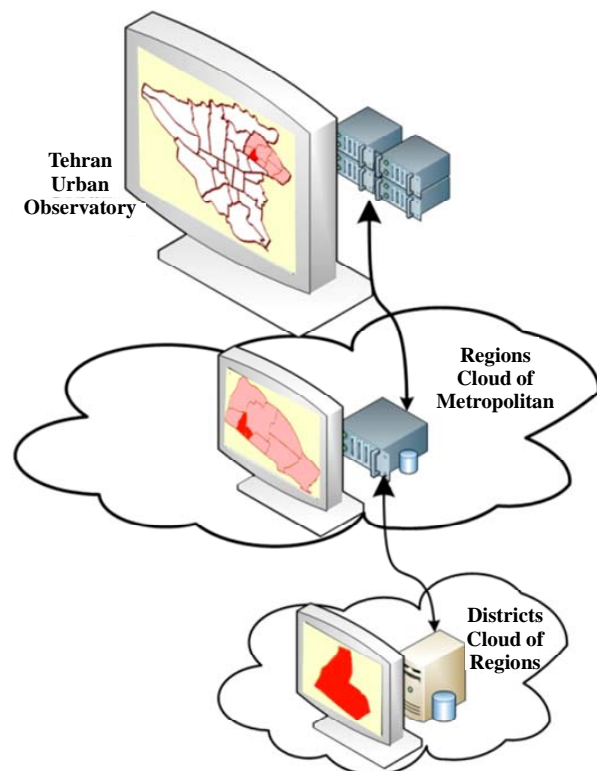 Tehran
Urban
Observatory
Regions
Cloud of
Metropolitan
Districts
Cloud of
Regions